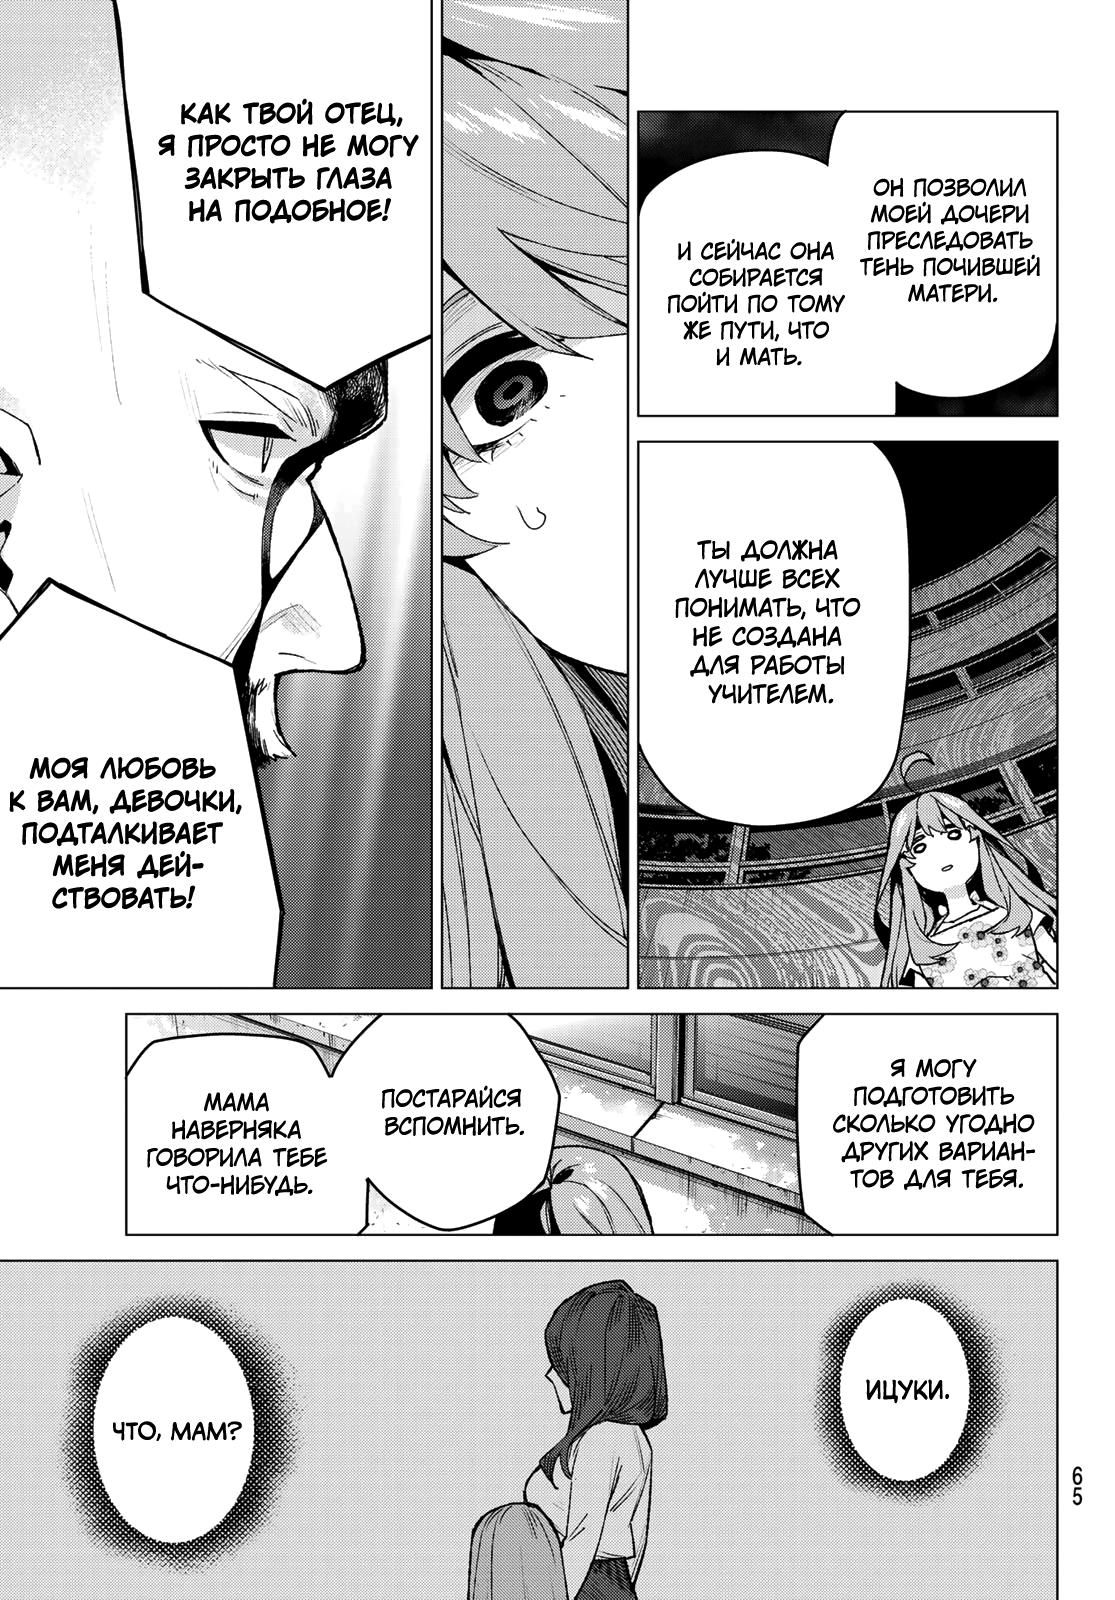 ОН ПОЗВОЛИЛ
МОЕЙ ДОЧЕРИ
ПРЕСЛЕДОВАТЬ
ТЕНЬ ПОЧИВШЕЙ
МАТЕРИ.
И СЕЙЧАС ОНА
СОБИРАЕТСЯ
ПОЙТИ ПО ТОМУ
ЖЕ ПУТИ, ЧТО
И МАТЬ.
ТЫ ДОЛЖНА
ЛУЧШЕ ВСЕХ
ПОНИМАТЬ, ЧТО
НЕ СОЗДАНА
ДЛЯ РАБОТЫ
УЧИТЕЛЕМ.
КАК ТВОЙ ОТЕЦ,
Я ПРОСТО НЕ МОГУ
ЗАКРЫТЬ ГЛАЗА
НА ПОДОБНОЕ!
МОЯ ЛЮБОВЬ
К ВАМ, ДЕВОЧКИ,
ПОДТАЛКИВАЕТ
МЕНЯ ДЕЙ-
СТВОВАТЬ!
Я МОГУ
ПОДГОТОВИТЬ
СКОЛЬКО УГОДНО
ДРУГИХ ВАРИАН-
ТОВ ДЛЯ ТЕБЯ.
ПОСТАРАЙСЯ
ВСПОМНИТЬ.
МАМА
НАВЕРНЯКА
ГОВОРИЛА ТЕБЕ
ЧТО-НИБУДЬ.
ИЦУКИ.
ЧТО, МАМ?
65